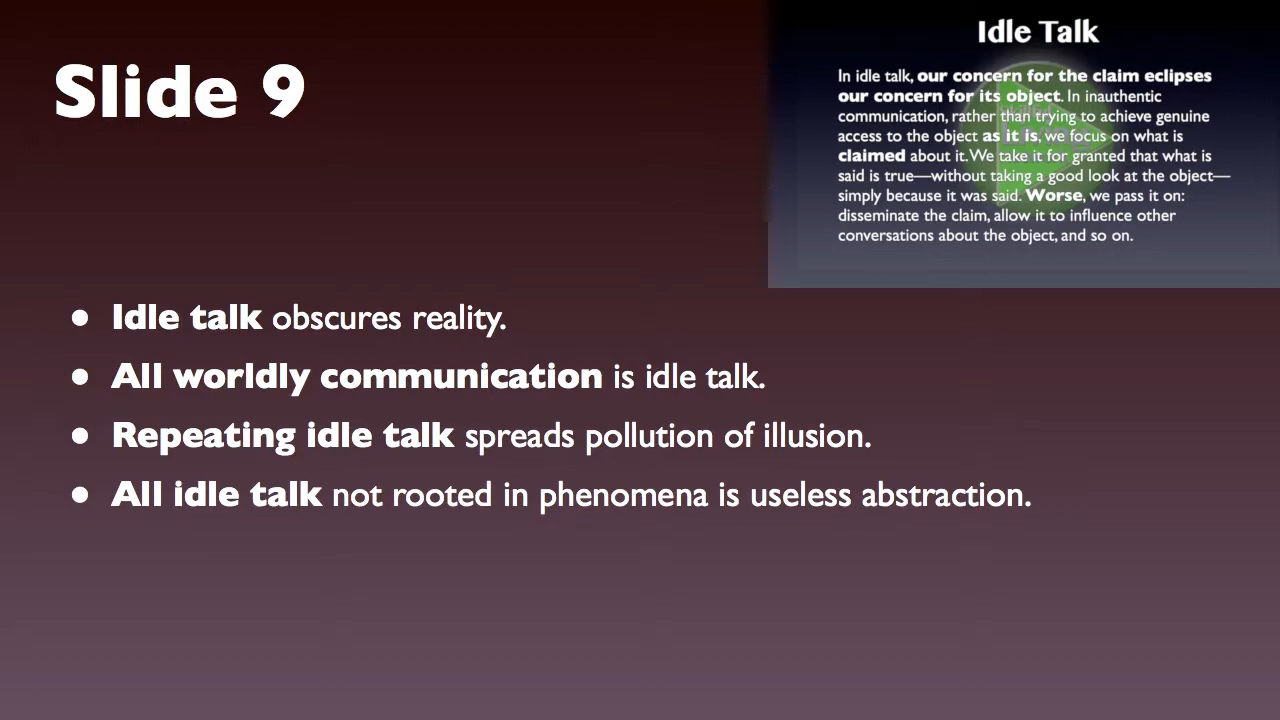 Slide 9
Idle Talk
In idle talk, our concern for the claim eclipses
our concern for its object. In inauthentic
communication, rather than trying to achieve genuine
access to the object as it is, we focus on what is
claimed about it. We take it for granted that what is
said is true—without taking a good look at the object—
simply because it was said. Worse, we pass it on:
disseminate the claim, allow it to influence other
conversations about the object, and so on.
● Idle talk obscures reality.
● All worldly communication is idle talk.
● Repeating idle talk spreads pollution of illusion.
● All idle talk not rooted in phenomena is useless abstraction.